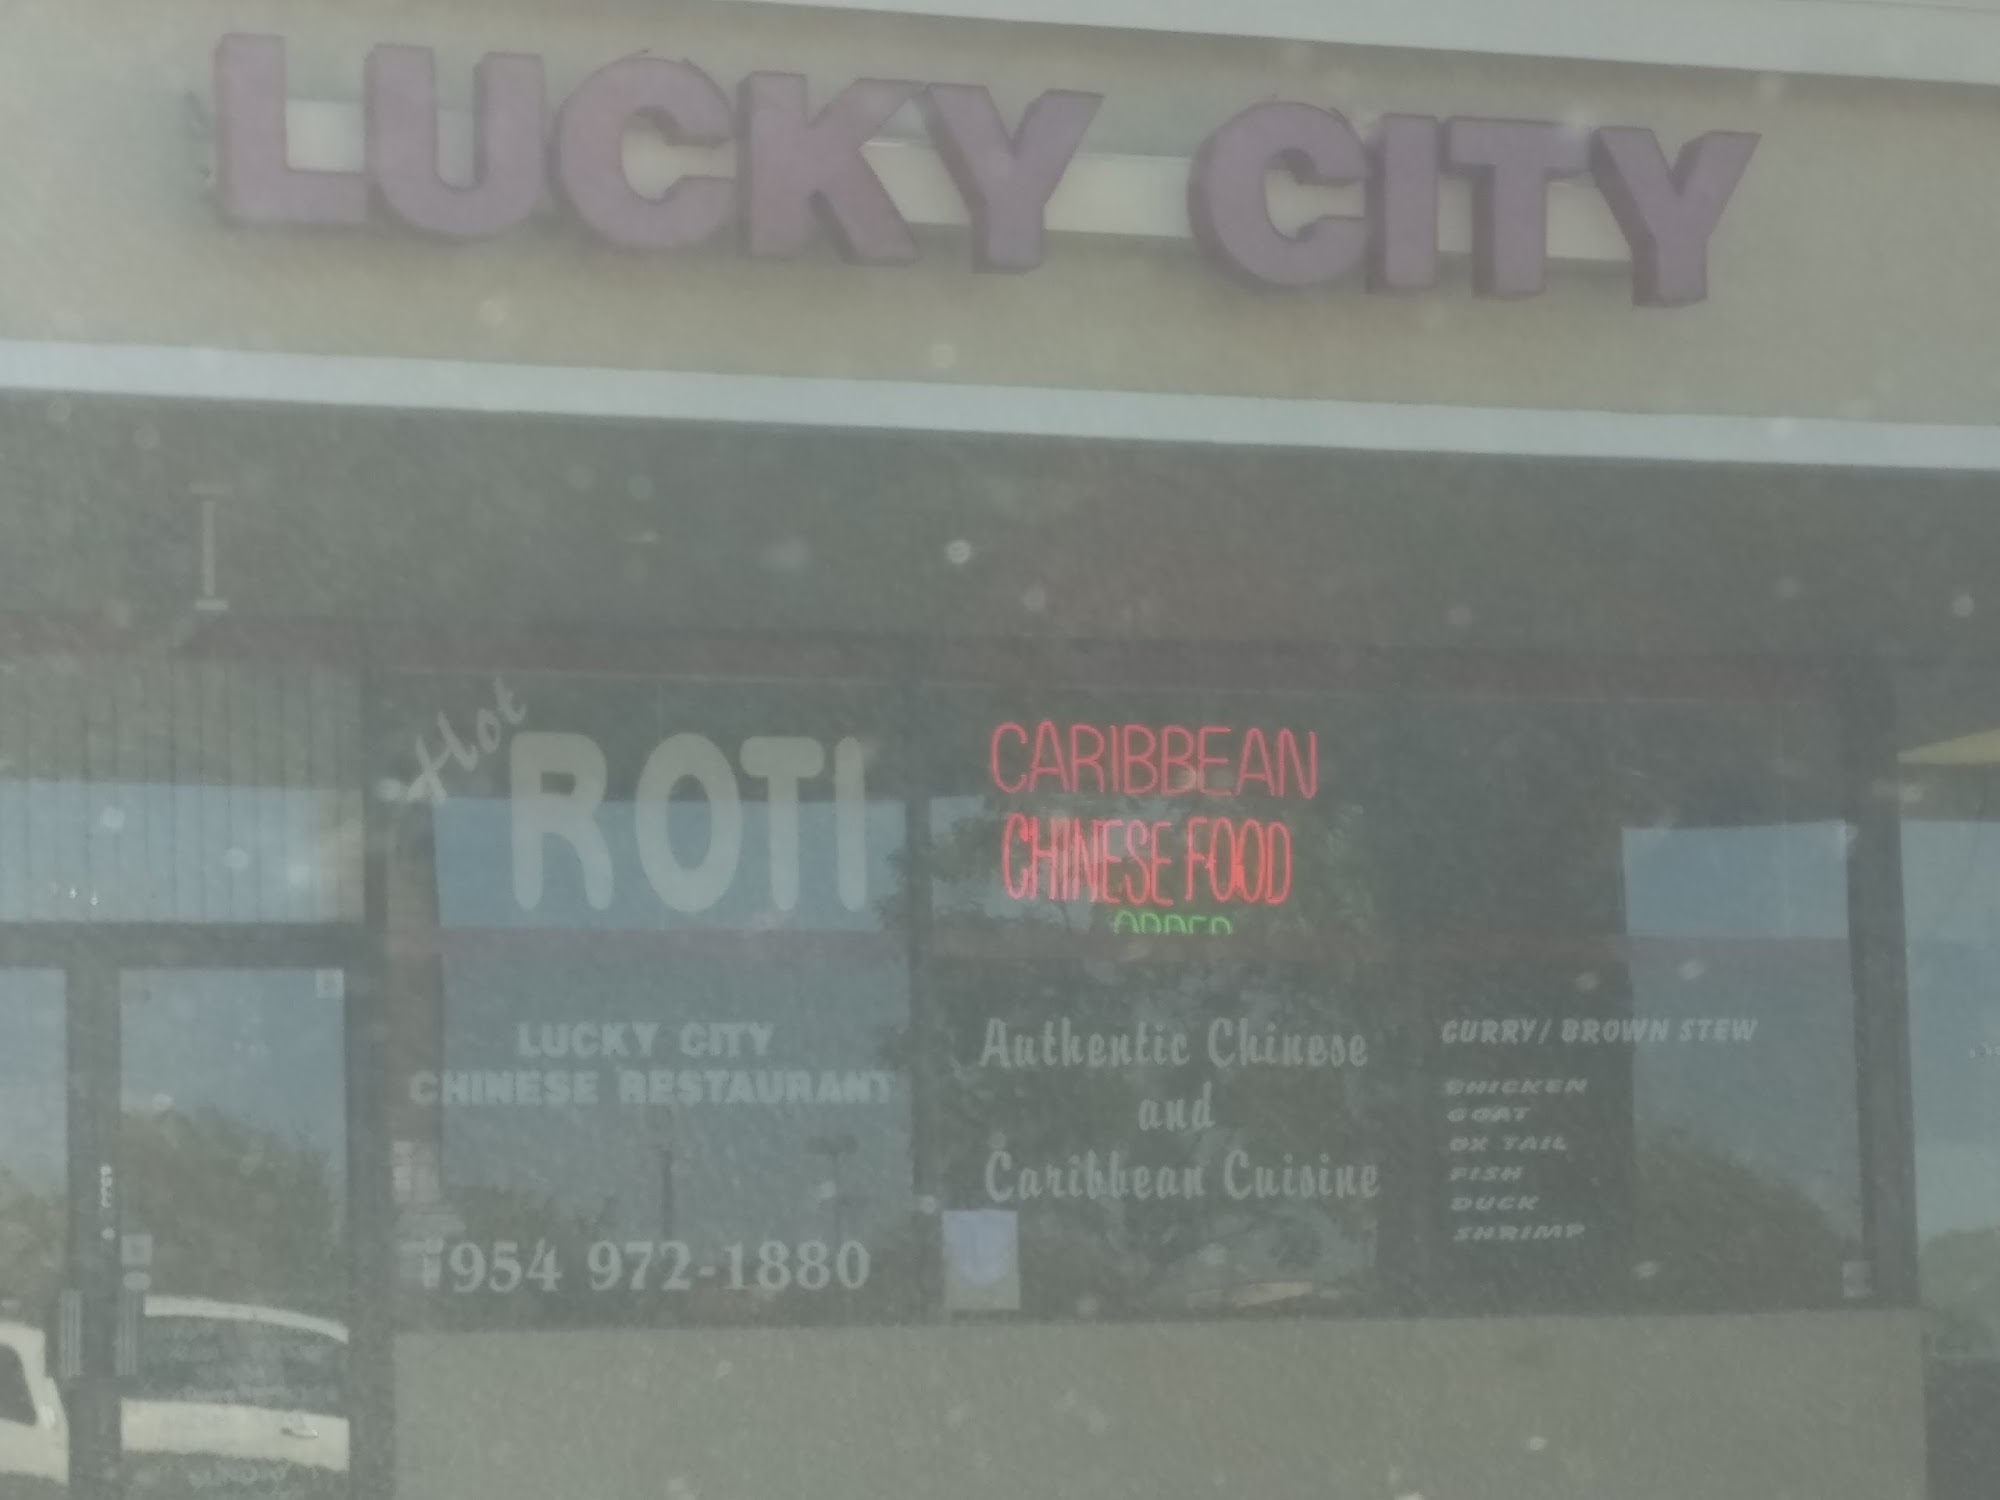 LUCKY CITY
Hot
ROTI
CARIBBEAN
CHINESE FOOD
LUCKY CITY
CHINESE RESTAURANT
954 972-1880
Authentic Chinese
and
Caribbean Cuisine
CURRY/ BROWN STEW
CHICKEN
GOAT
OX TAIL
FISH
DUCK
SHRIMP